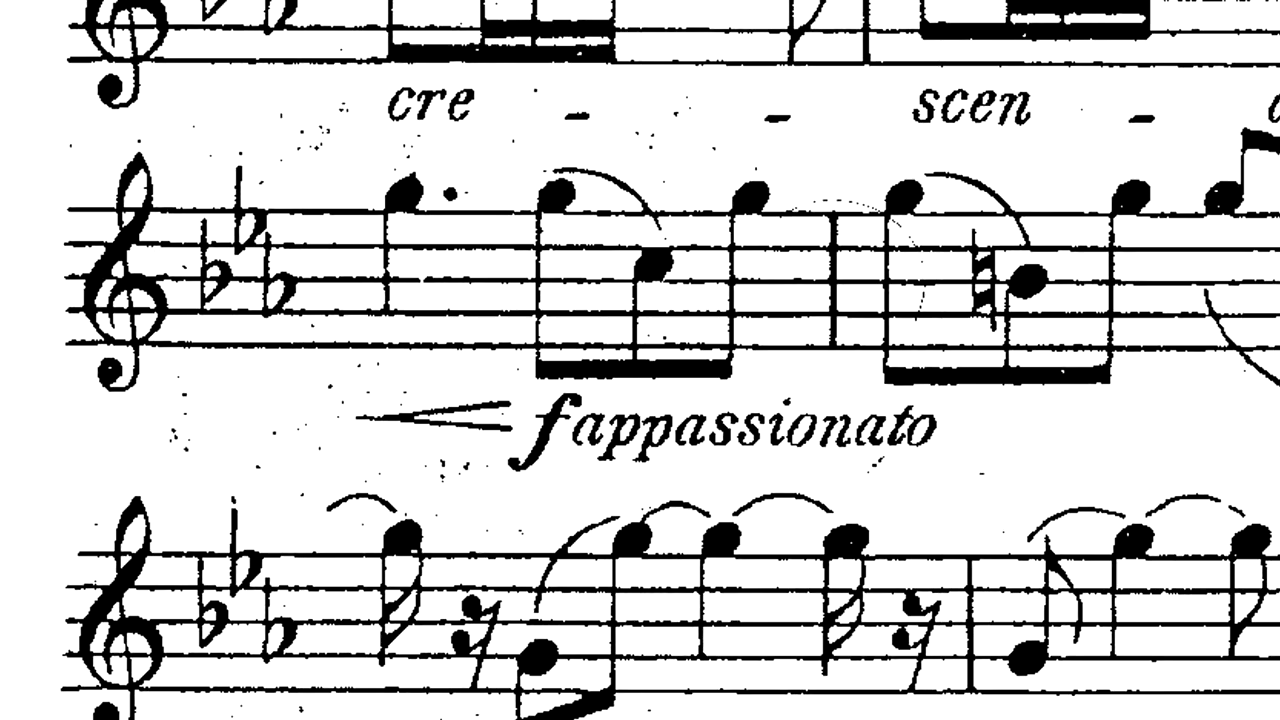 cre - - scen -
f appassionato